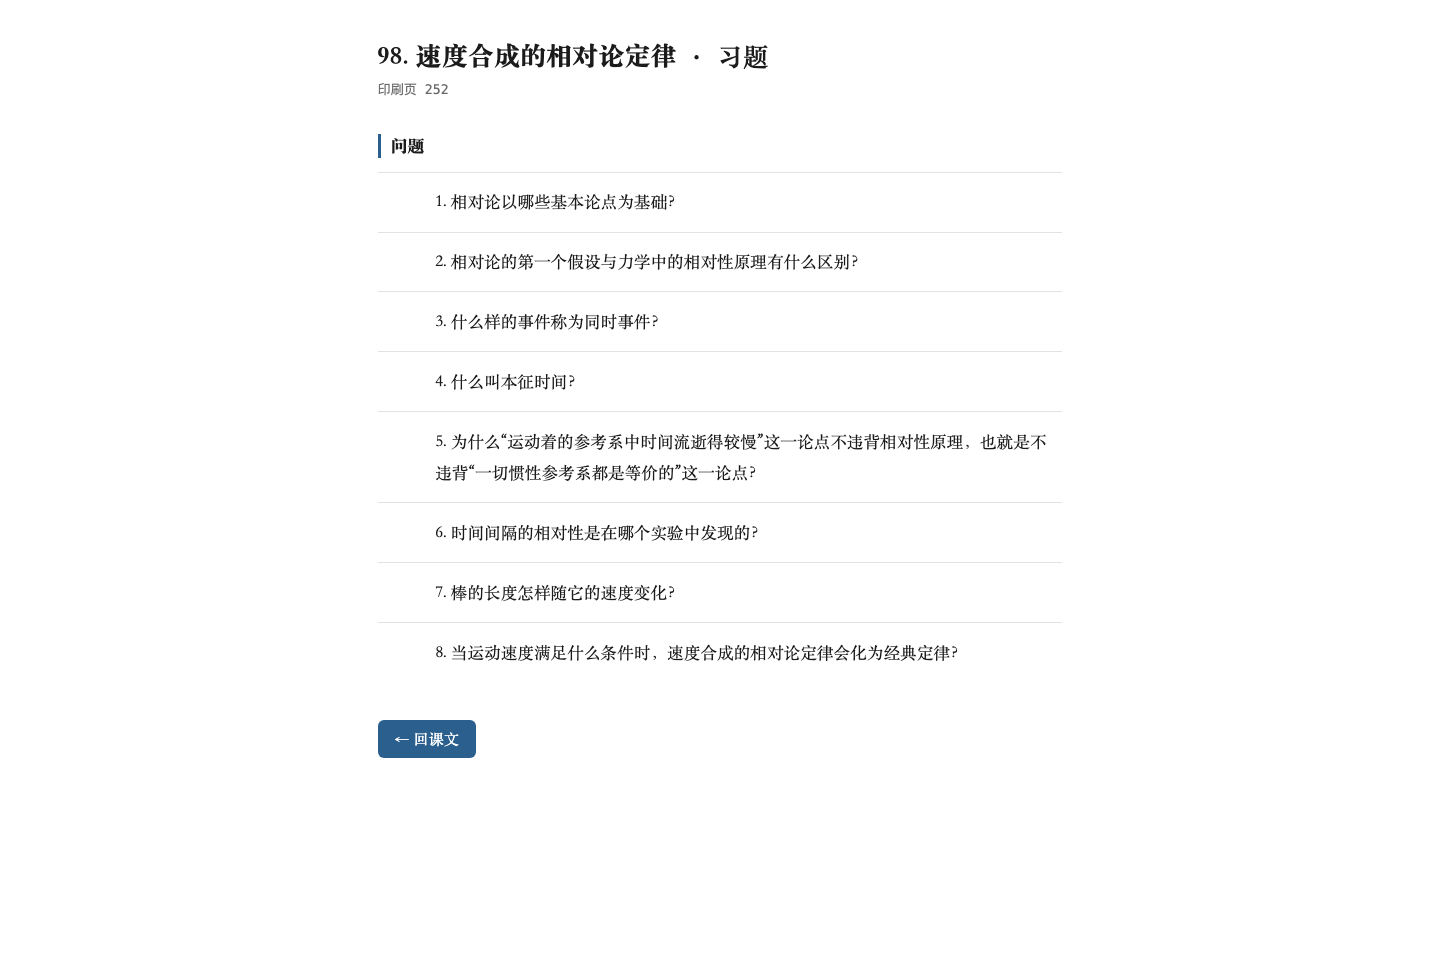 98. 速度合成的相对论定律 · 习题
印刷页 252
问题
1. 相对论以哪些基本论点为基础?
2. 相对论的第一个假设与力学中的相对性原理有什么区别?
3. 什么样的事件称为同时事件?
4. 什么叫本征时间?
5. 为什么“运动着的参考系中时间流逝得较慢”这一论点不违背相对性原理，也就是不
违背“一切惯性参考系都是等价的”这一论点?
6. 时间间隔的相对性是在哪个实验中发现的?
7. 棒的长度怎样随它的速度变化?
8. 当运动速度满足什么条件时，速度合成的相对论定律会化为经典定律?
← 回课文